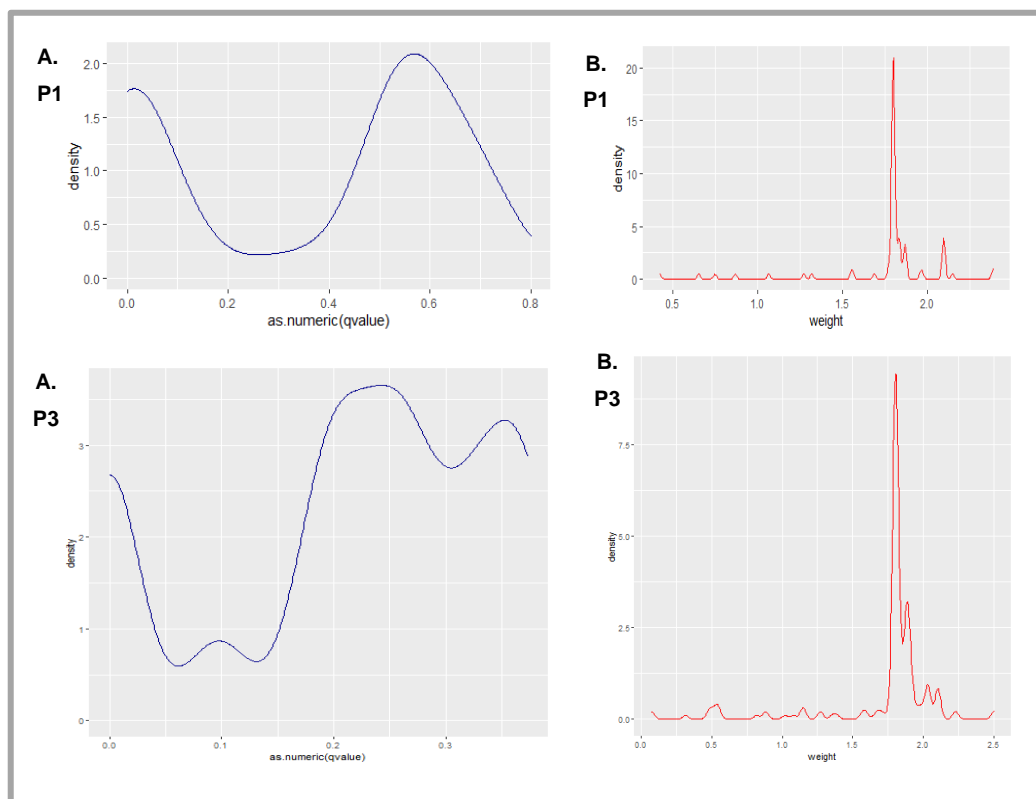 A.
P1
2.0
1.5
1.0
0.5
0.0
density
0.0 0.2 0.4 0.6 0.8
as.numeric(qvalue)
B.
P1
20
15
10
5
0
density
0.5 1.0 1.5 2.0
weight
A.
P3
3
2
1
0
density
0.0 0.1 0.2 0.3
as.numeric(qvalue)
B.
P3
7.5
5.0
2.5
0.0
density
0.0 0.5 1.0 1.5 2.0 2.5
weight